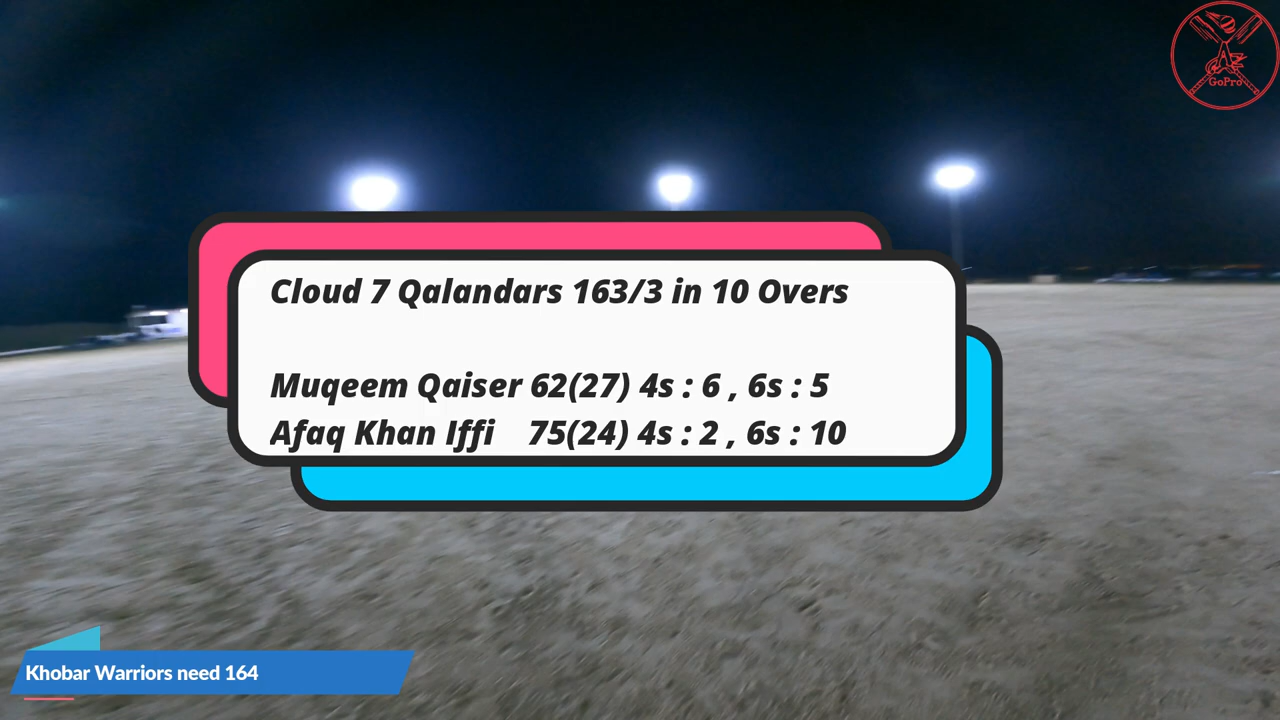 GoPro
Cloud 7 Qalandars 163/3 in 10 Overs
Muqeem Qaiser 62(27) 4s : 6 , 6s : 5
Afaq Khan Iffi 75(24) 4s : 2 , 6s : 10
Khobar Warriors need 164